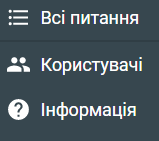 Всі питання
Користувачі
Інформація